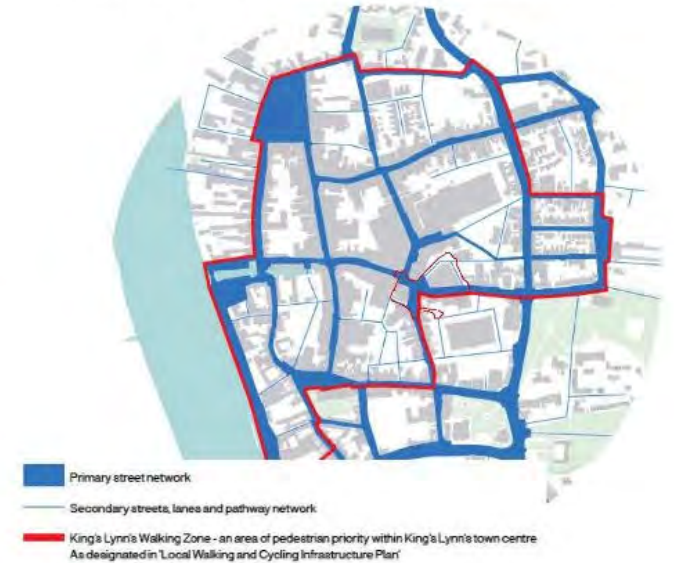 Primary street network
Secondary streets, lanes and pathway network
King's Lynn's Walking Zone - an area of pedestrian priority within King's Lynn's town centre
As designated in 'Local Walking and Cycling Infrastructure Plan'